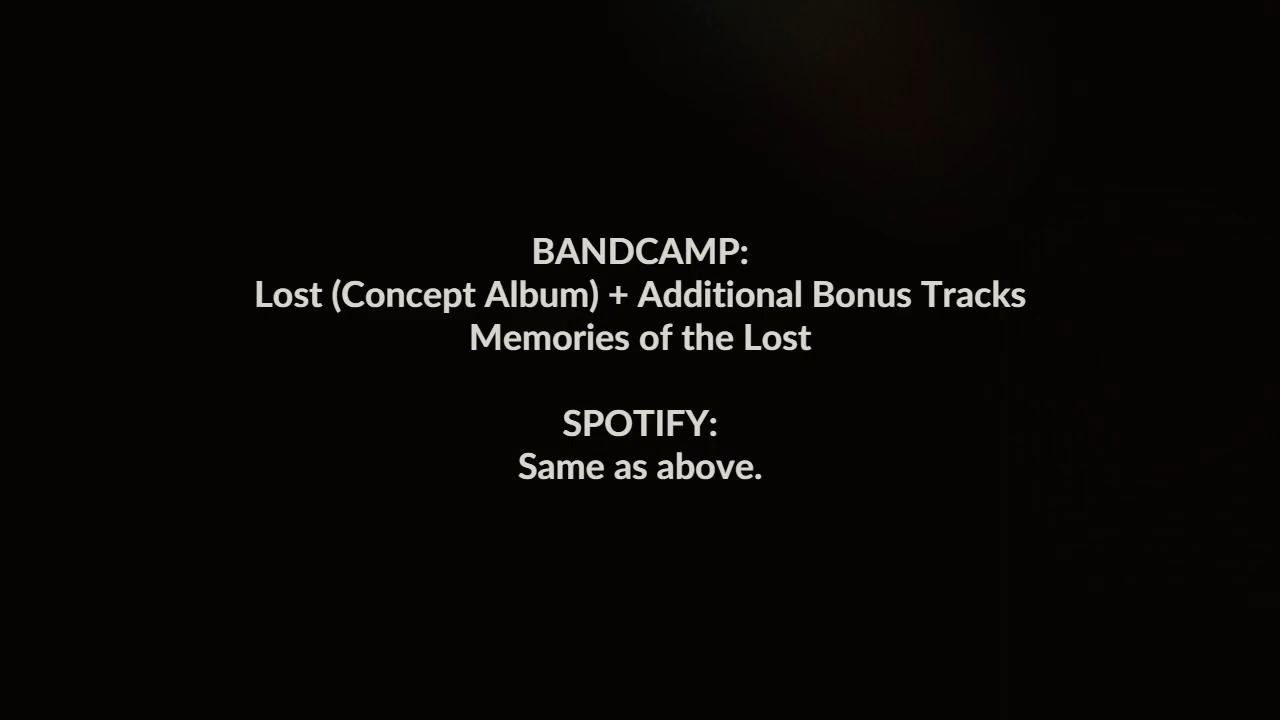 BANDCAMP:
Lost (Concept Album) + Additional Bonus Tracks
Memories of the Lost
SPOTIFY:
Same as above.